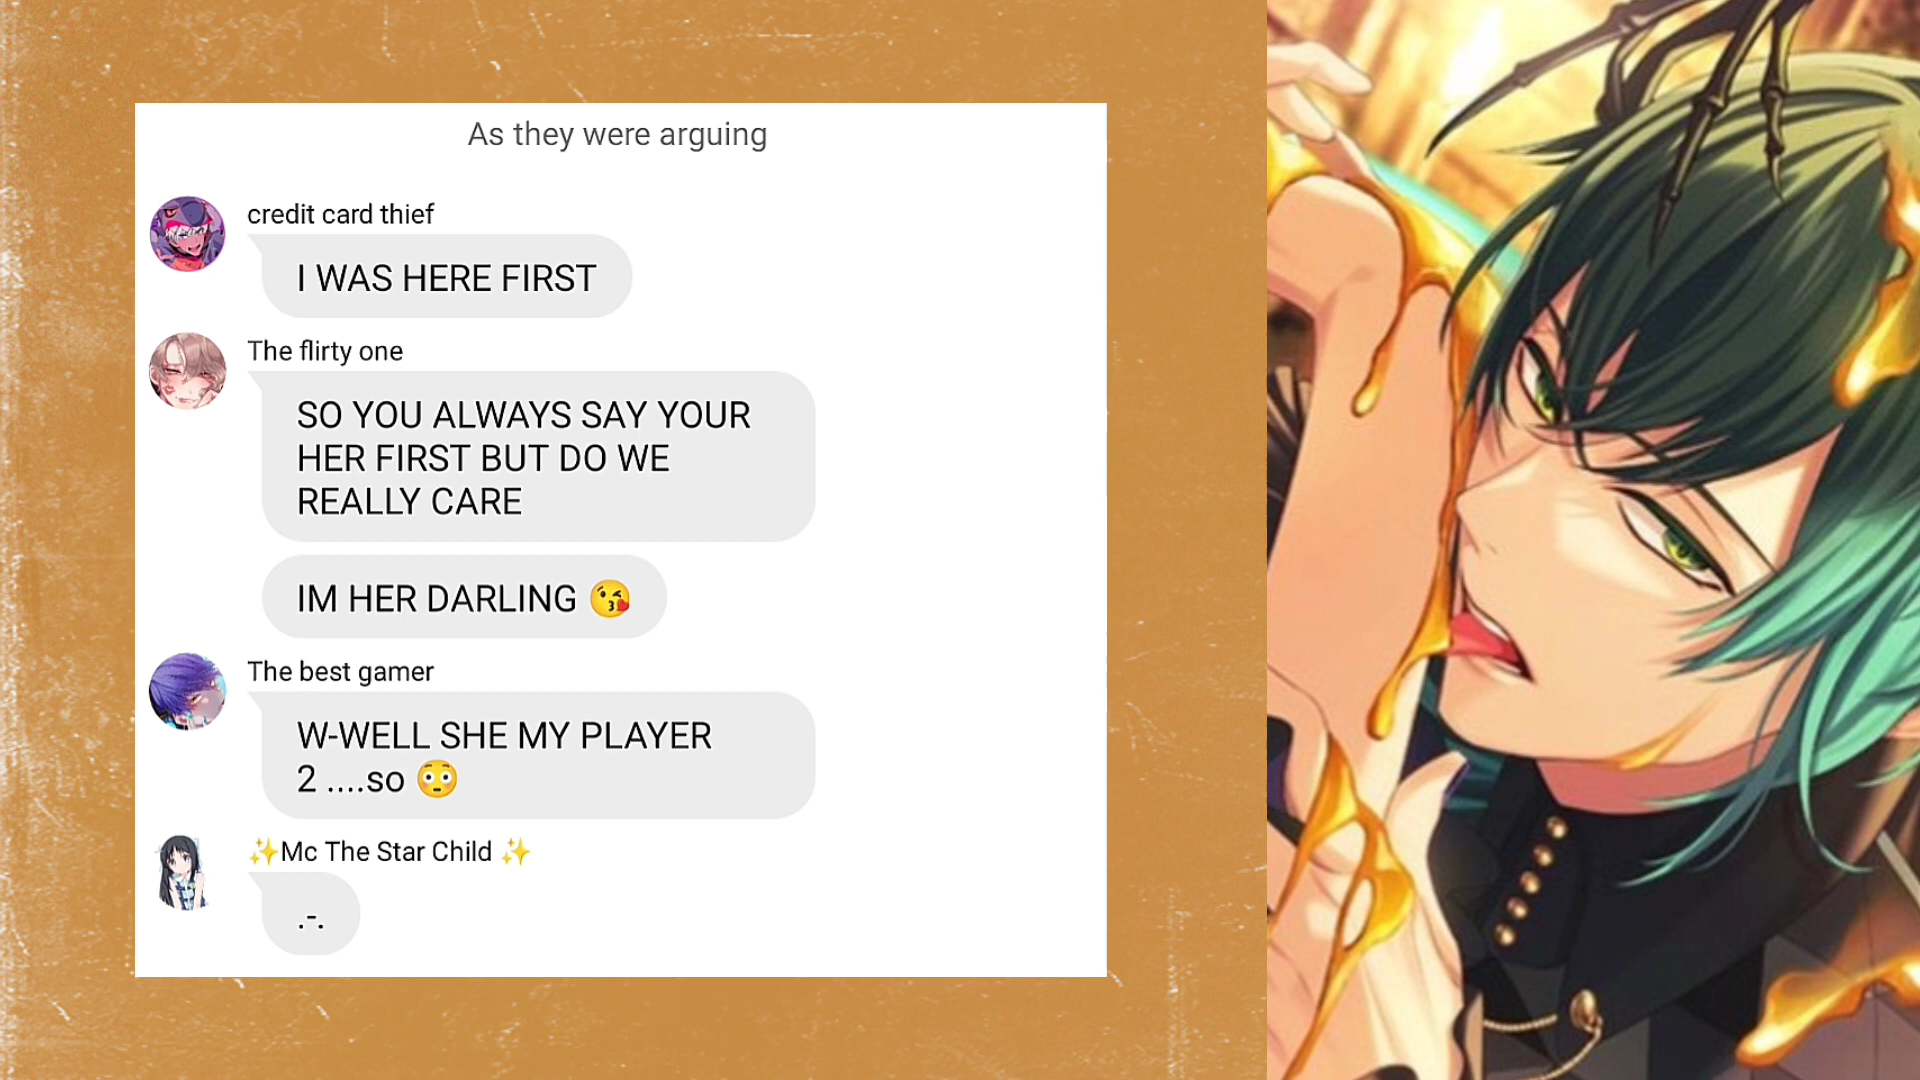 As they were arguing
credit card thief
I WAS HERE FIRST
The flirty one
SO YOU ALWAYS SAY YOUR
HER FIRST BUT DO WE
REALLY CARE
IM HER DARLING 😘
The best gamer
W-WELL SHE MY PLAYER
2 ....so 😳
✨Mc The Star Child ✨
.-.